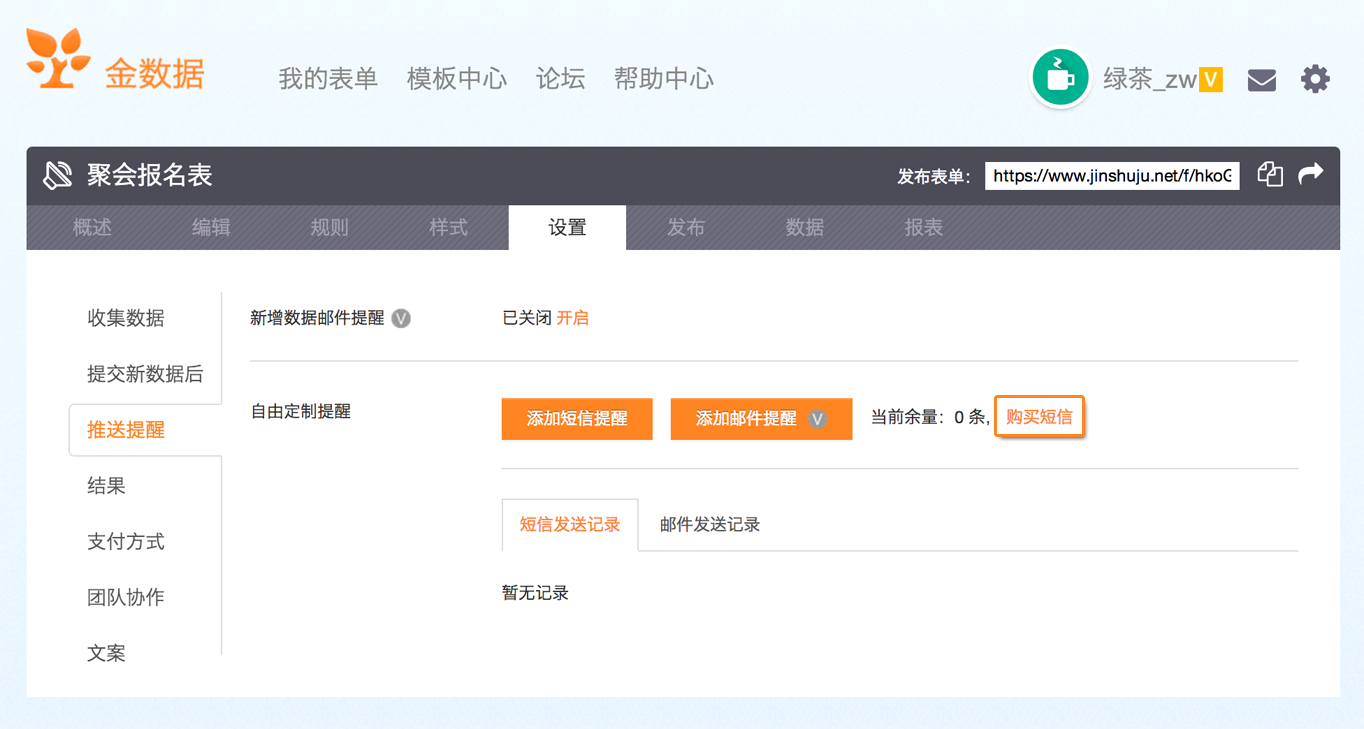 金数据 我的表单 模板中心 论坛 帮助中心 绿茶_zw V
聚会报名表 发布表单： https://www.jinshuju.net/f/hkoG
概述 编辑 规则 样式 设置 发布 数据 报表
收集数据 新增数据邮件提醒 V 已关闭 开启
提交新数据后
自由定制提醒 添加短信提醒 添加邮件提醒 V 当前余量：0 条, 购买短信
推送提醒
结果
短信发送记录 邮件发送记录
支付方式
暂无记录
团队协作
文案